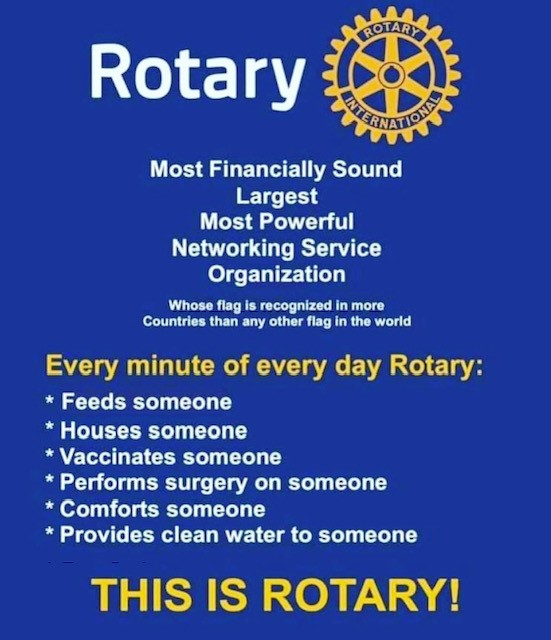 Rotary
ROTARY
INTERNATIONAL
Most Financially Sound
Largest
Most Powerful
Networking Service
Organization
Whose flag is recognized in more
Countries than any other flag in the world
Every minute of every day Rotary:
* Feeds someone
* Houses someone
* Vaccinates someone
* Performs surgery on someone
* Comforts someone
* Provides clean water to someone
THIS IS ROTARY!